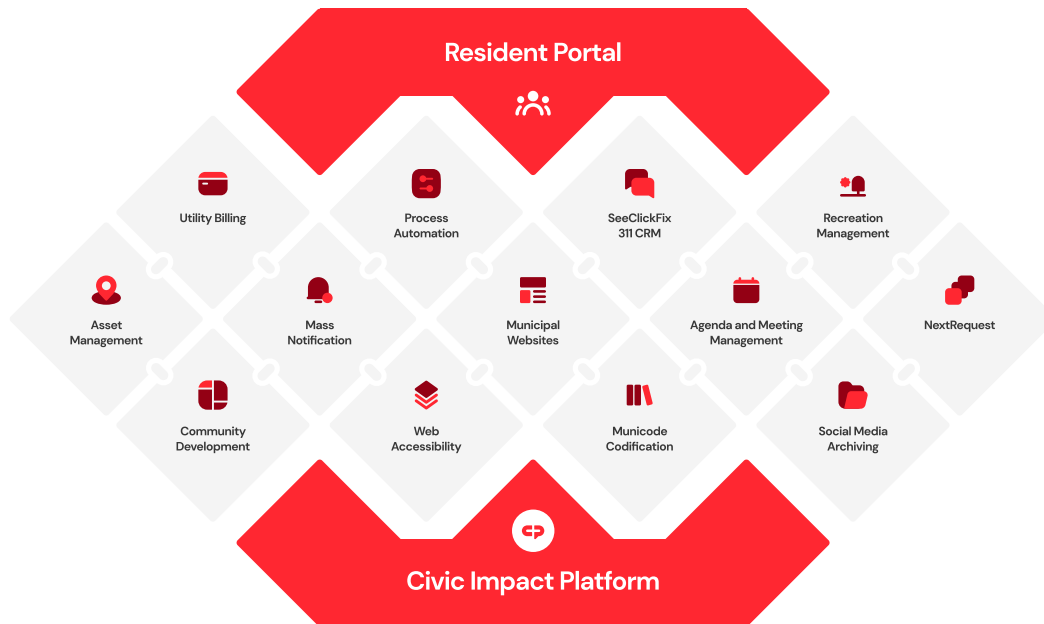 Resident Portal
Utility Billing
Process
Automation
SeeClickFix
311 CRM
Recreation
Management
Asset
Management
Mass
Notification
Municipal
Websites
Agenda and Meeting
Management
NextRequest
Community
Development
Web
Accessibility
Municode
Codification
Social Media
Archiving
Civic Impact Platform